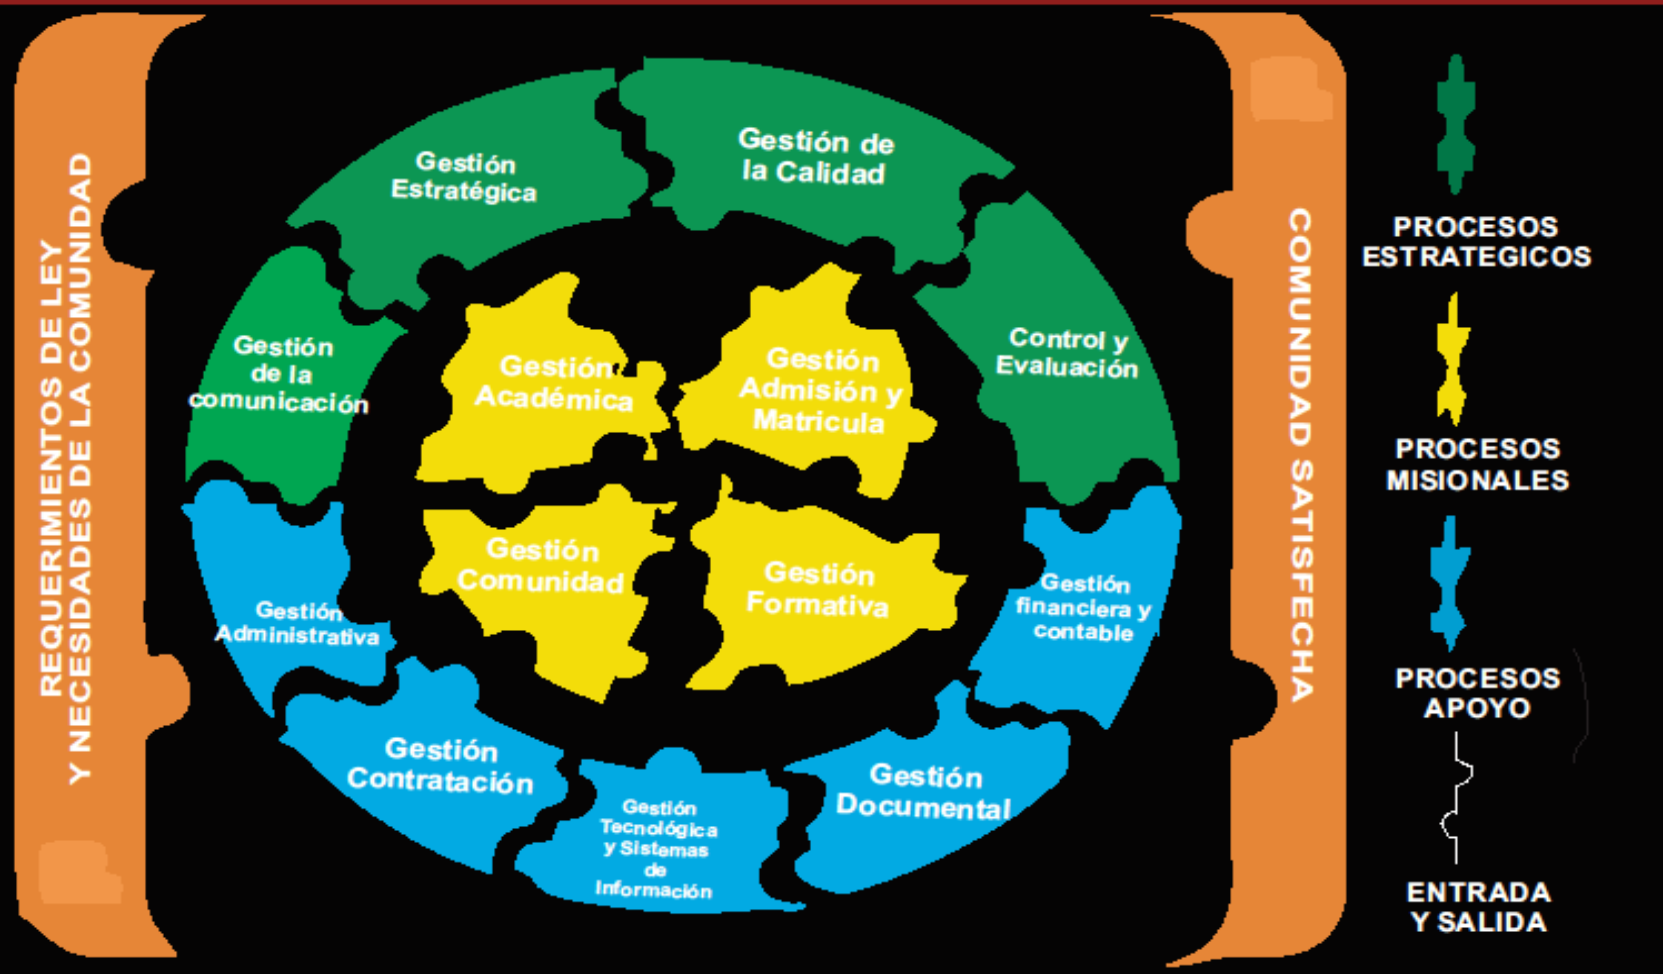 REQUERIMIENTOS DE LEY
Y NECESIDADES DE LA COMUNIDAD
Gestión
Estratégica
Gestión de
la Calidad
Gestión
de la
comunicación
Control y
Evaluación
Gestión
Académica
Gestión
Admisión y
Matricula
Gestión
Comunidad
Gestión
Formativa
Gestión
Administrativa
Gestión
financiera y
contable
Gestión
Contratación
Gestión
Tecnológica
y Sistemas
de
Información
Gestión
Documental
COMUNIDAD SATISFECHA
PROCESOS
ESTRATEGICOS
PROCESOS
MISIONALES
PROCESOS
APOYO
ENTRADA
Y SALIDA